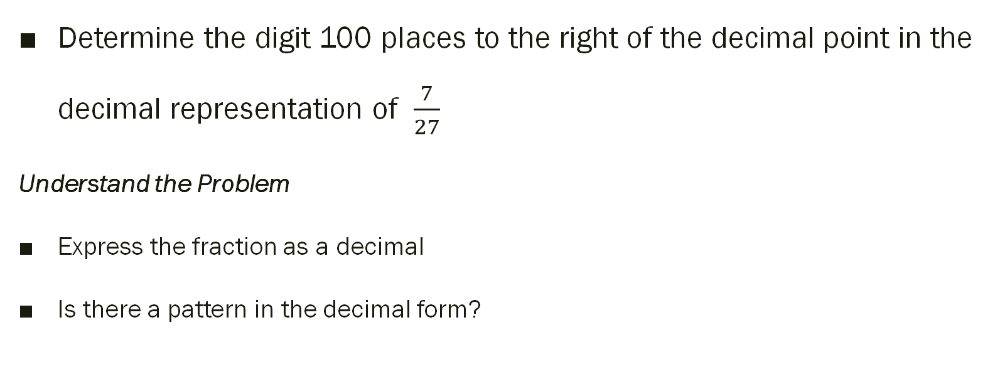 ■ Determine the digit 100 places to the right of the decimal point in the
decimal representation of 7/27
Understand the Problem
■ Express the fraction as a decimal
■ Is there a pattern in the decimal form?